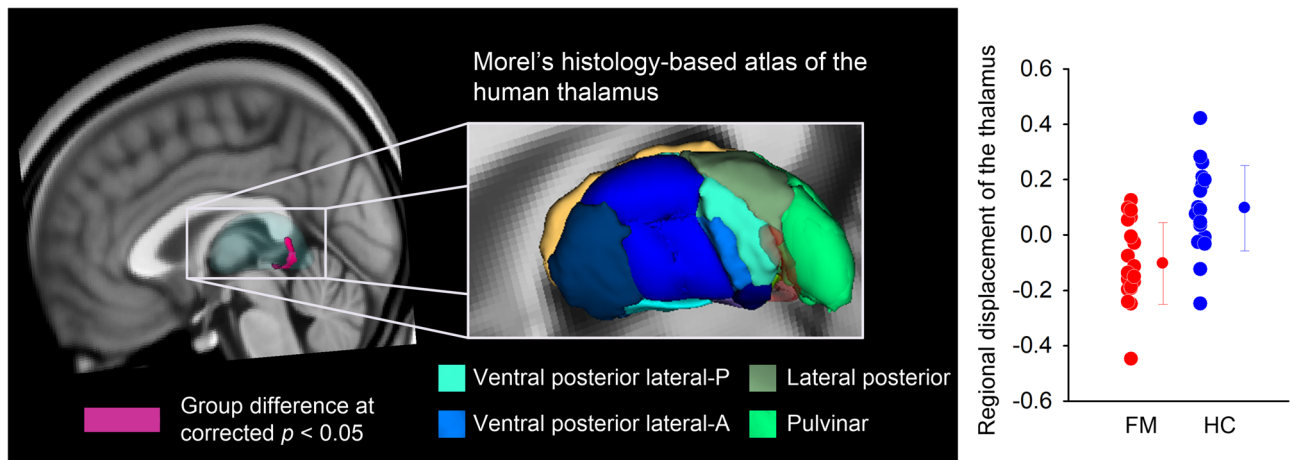 Morel's histology-based atlas of the
human thalamus
Group difference at
corrected p < 0.05
Ventral posterior lateral-P
Lateral posterior
Ventral posterior lateral-A
Pulvinar
Regional displacement of the thalamus
0.6
0.4
0.2
0.0
-0.2
-0.4
-0.6
FM
HC